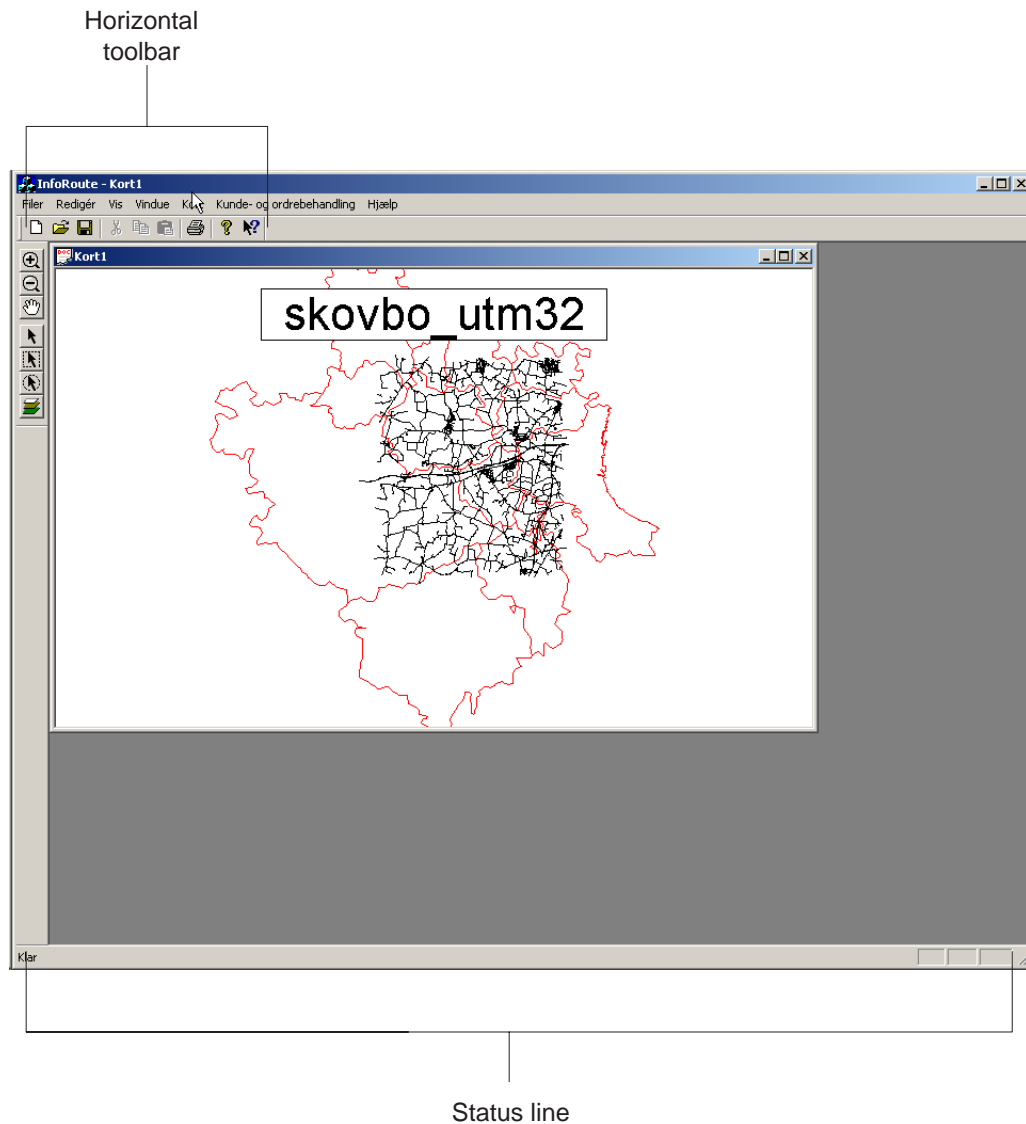 Horizontal
toolbar
InfoRoute - Kort1
Filer Redigér Vis Vindue Kunde- og ordrebehandling Hjælp
Kort1
skovbo_utm32
Klar
Status line